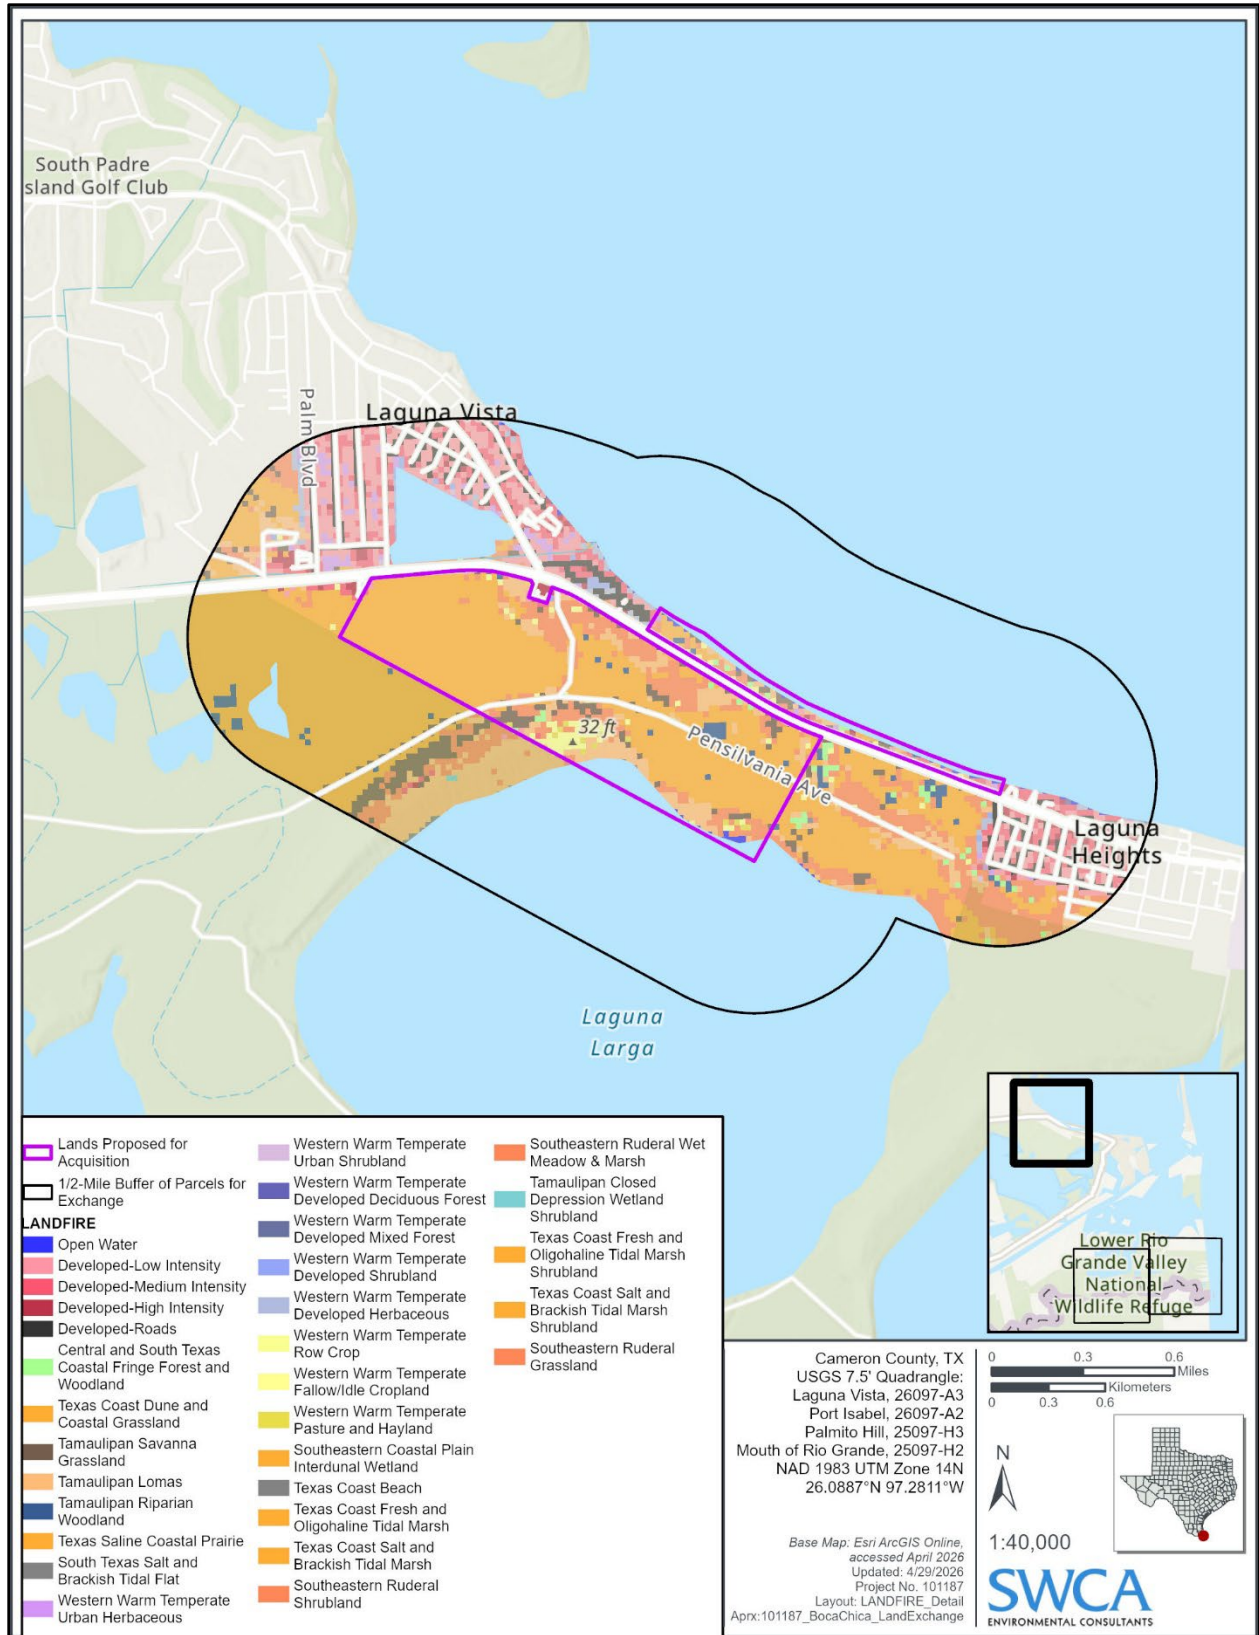 South Padre
sland Golf Club
Palm Blvd
Laguna Vista
32 ft
Pensilvania Ave
Laguna
Heights
Laguna
Larga
Lands Proposed for
Acquisition
1/2-Mile Buffer of Parcels for
Exchange
LANDFIRE
Open Water
Developed-Low Intensity
Developed-Medium Intensity
Developed-High Intensity
Developed-Roads
Central and South Texas
Coastal Fringe Forest and
Woodland
Texas Coast Dune and
Coastal Grassland
Tamaulipan Savanna
Grassland
Tamaulipan Lomas
Tamaulipan Riparian
Woodland
Texas Saline Coastal Prairie
South Texas Salt and
Brackish Tidal Flat
Western Warm Temperate
Urban Herbaceous
Western Warm Temperate
Urban Shrubland
Western Warm Temperate
Developed Deciduous Forest
Western Warm Temperate
Developed Mixed Forest
Western Warm Temperate
Developed Shrubland
Western Warm Temperate
Developed Herbaceous
Western Warm Temperate
Row Crop
Western Warm Temperate
Fallow/Idle Cropland
Western Warm Temperate
Pasture and Hayland
Southeastern Coastal Plain
Interdunal Wetland
Texas Coast Beach
Texas Coast Fresh and
Oligohaline Tidal Marsh
Texas Coast Salt and
Brackish Tidal Marsh
Southeastern Ruderal
Shrubland
Southeastern Ruderal Wet
Meadow & Marsh
Tamaulipan Closed
Depression Wetland
Shrubland
Texas Coast Fresh and
Oligohaline Tidal Marsh
Shrubland
Texas Coast Salt and
Brackish Tidal Marsh
Shrubland
Southeastern Ruderal
Grassland
Lower Rio
Grande Valley
National
Wildlife Refuge
Cameron County, TX
USGS 7.5' Quadrangle:
Laguna Vista, 26097-A3
Port Isabel, 26097-A2
Palmito Hill, 25097-H3
Mouth of Rio Grande, 25097-H2
NAD 1983 UTM Zone 14N
26.0887°N 97.2811°W
Base Map: Esri ArcGIS Online,
accessed April 2026
Updated: 4/29/2026
Project No. 101187
Layout: LANDFIRE_Detail
Aprx:101187_BocaChica_LandExchange
0 0.3 0.6
Miles
Kilometers
0 0.3 0.6
N
1:40,000
SWCA
ENVIRONMENTAL CONSULTANTS